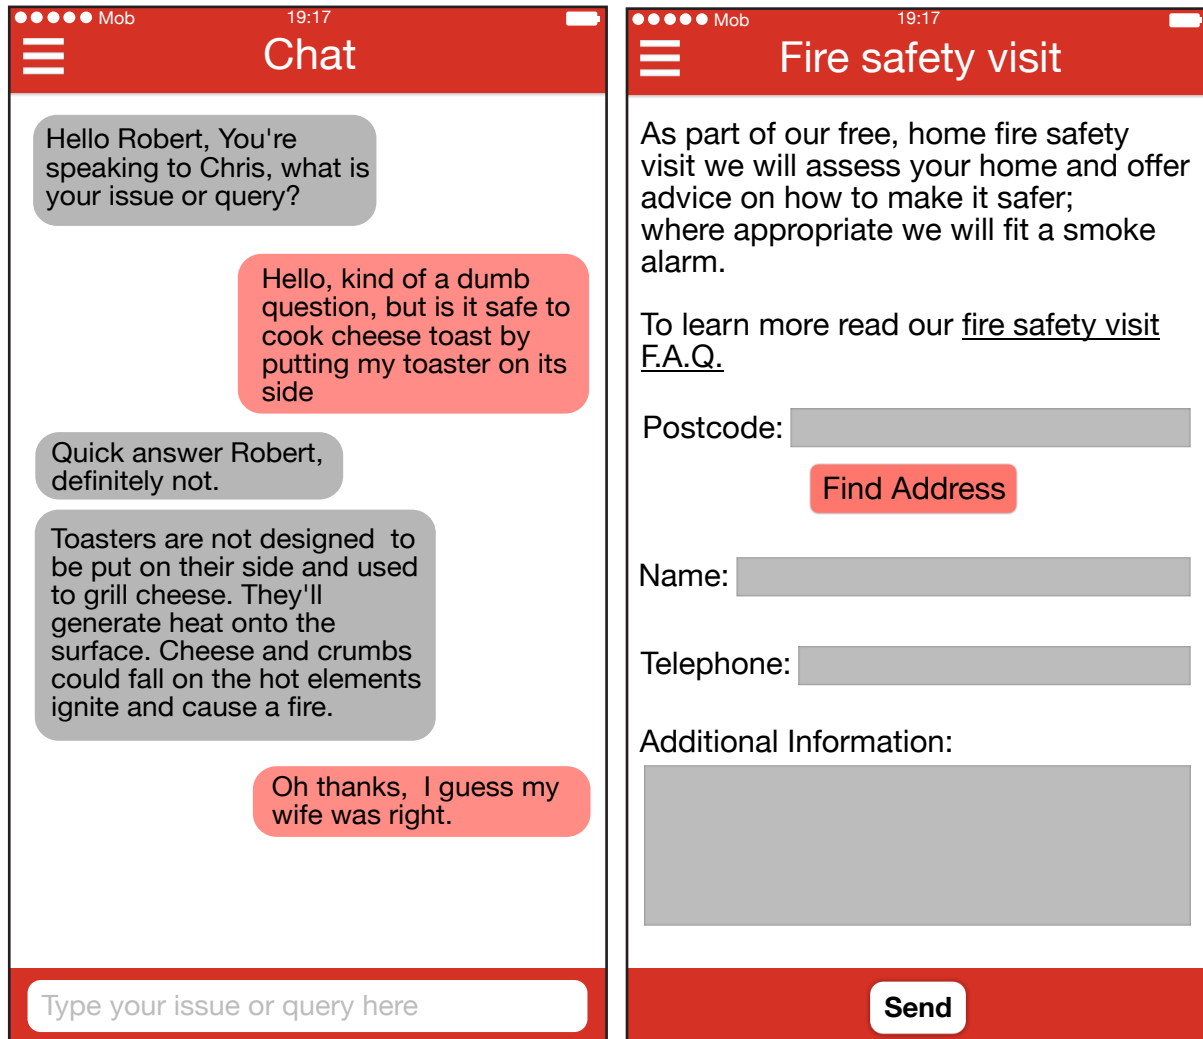 Mob 19:17
Chat
Hello Robert, You're
speaking to Chris, what is
your issue or query?
Hello, kind of a dumb
question, but is it safe to
cook cheese toast by
putting my toaster on its
side
Quick answer Robert,
definitely not.
Toasters are not designed  to
be put on their side and used
to grill cheese. They'll
generate heat onto the
surface. Cheese and crumbs
could fall on the hot elements
ignite and cause a fire.
Oh thanks,  I guess my
wife was right.
Type your issue or query here
Mob 19:17
Fire safety visit
As part of our free, home fire safety
visit we will assess your home and offer
advice on how to make it safer;
where appropriate we will fit a smoke
alarm.
To learn more read our fire safety visit
F.A.Q.
Postcode:
Find Address
Name:
Telephone:
Additional Information:
Send